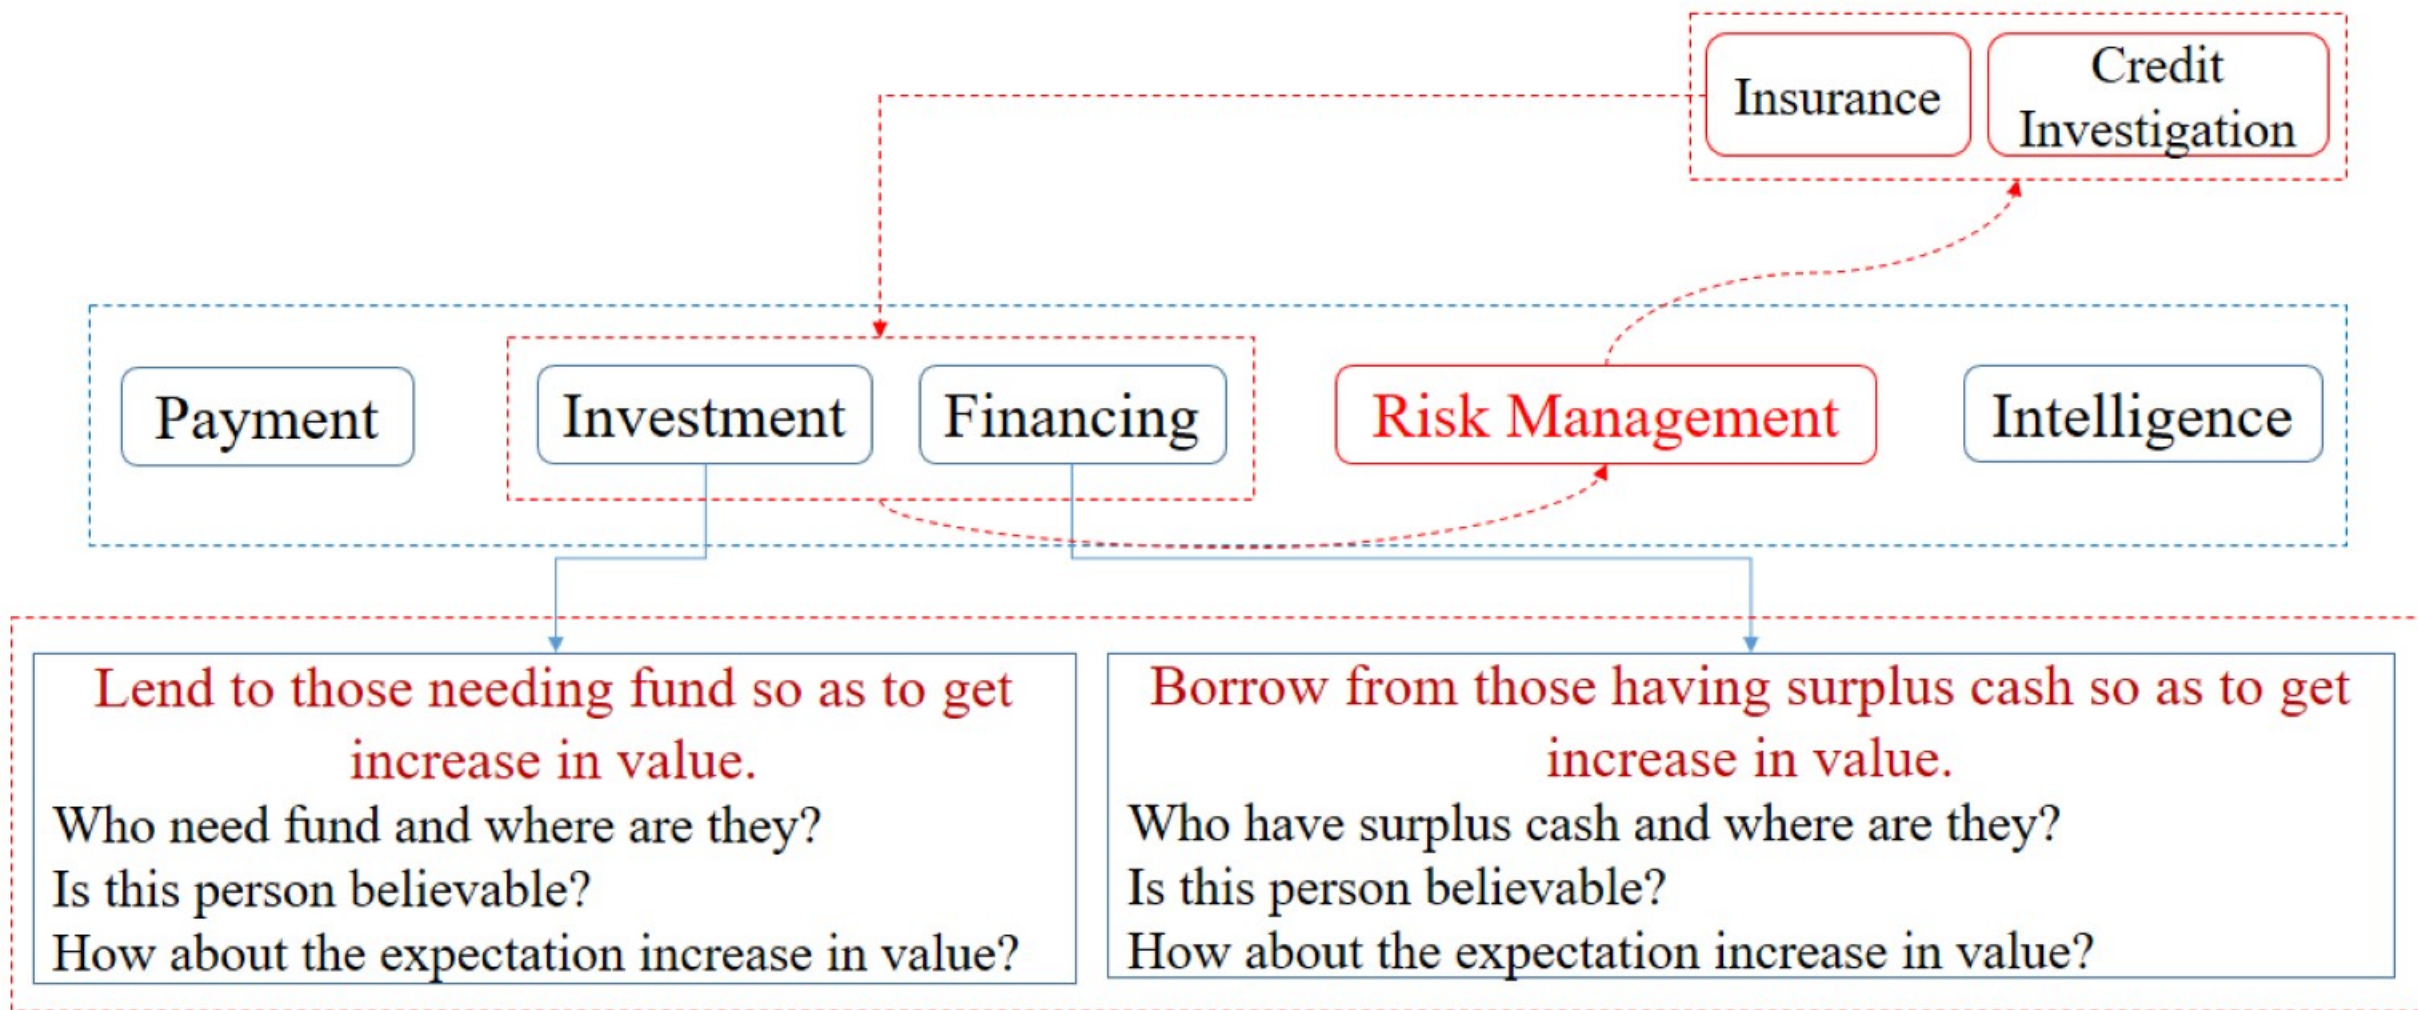 Insurance
Credit
Investigation
Payment
Investment
Financing
Risk Management
Intelligence
Lend to those needing fund so as to get
increase in value.
Who need fund and where are they?
Is this person believable?
How about the expectation increase in value?
Borrow from those having surplus cash so as to get
increase in value.
Who have surplus cash and where are they?
Is this person believable?
How about the expectation increase in value?